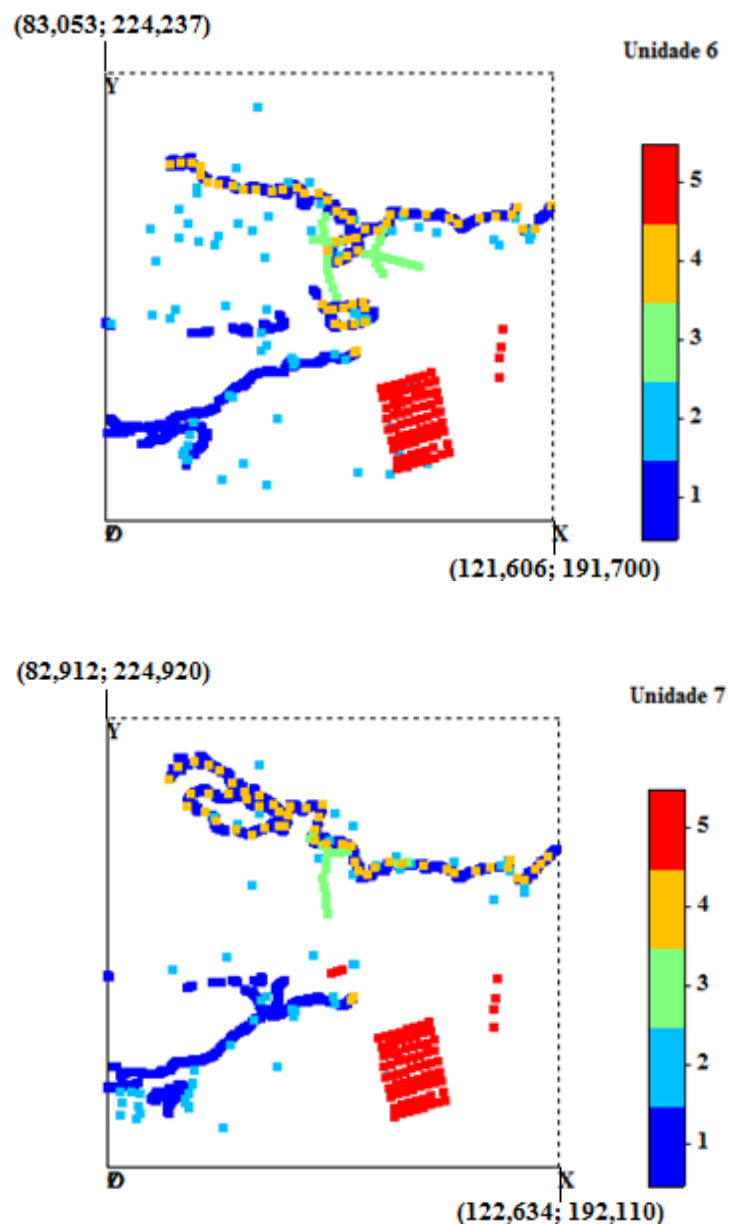 (83,053; 224,237)
Unidade 6
Y
5
4
3
2
1
X
(121,606; 191,700)
(82,912; 224,920)
Unidade 7
Y
5
4
3
2
1
X
(122,634; 192,110)